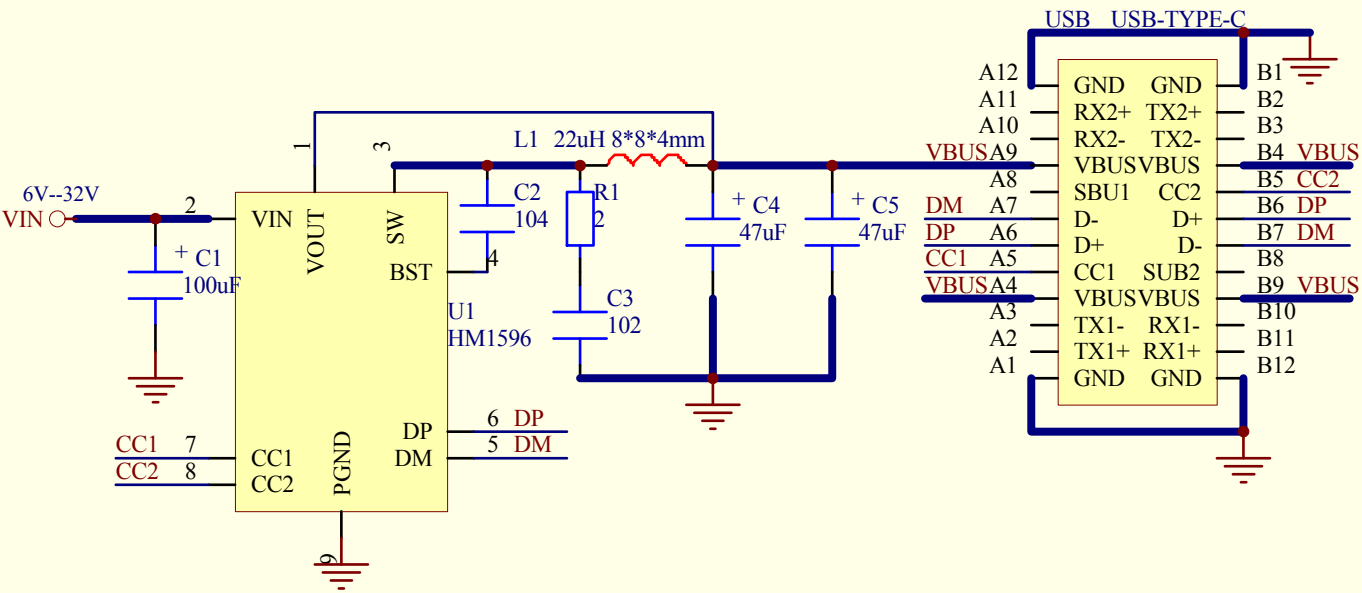 USB USB-TYPE-C
A12 GND GND B1
A11 RX2+ TX2+ B2
A10 RX2- TX2- B3
VBUS A9 VBUS VBUS B4 VBUS
A8 SBU1 CC2 B5 CC2
DM A7 D- D+ B6 DP
DP A6 D+ D- B7 DM
CC1 A5 CC1 SUB2 B8
VBUS A4 VBUS VBUS B9 VBUS
A3 TX1- RX1- B10
A2 TX1+ RX1+ B11
A1 GND GND B12
1
3
L1 22uH 8*8*4mm
6V--32V
VIN
2
VIN
VOUT
SW
C2
104
R1
2
+ C4
47uF
+ C5
47uF
BST
4
+ C1
100uF
C3
102
U1
HM1596
DP 6 DP
DM 5 DM
CC1 7 CC1
CC2 8 CC2
PGND
9